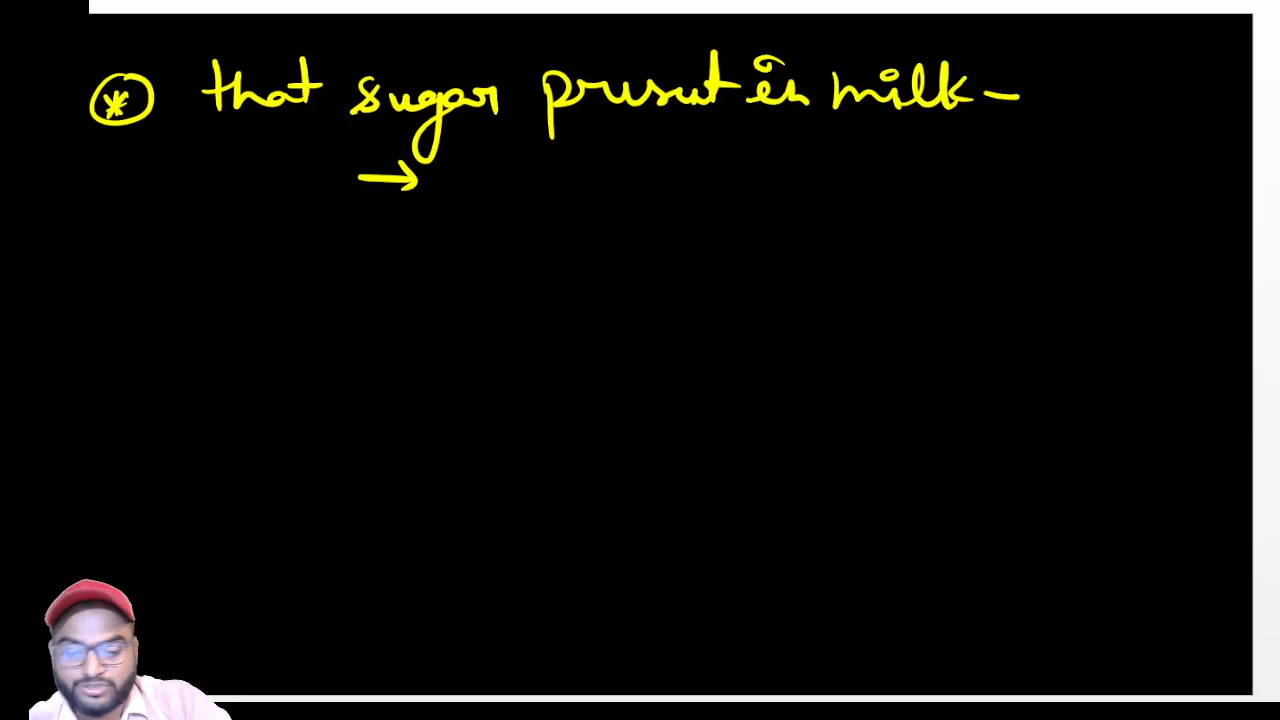 * that sugar present in milk -
→